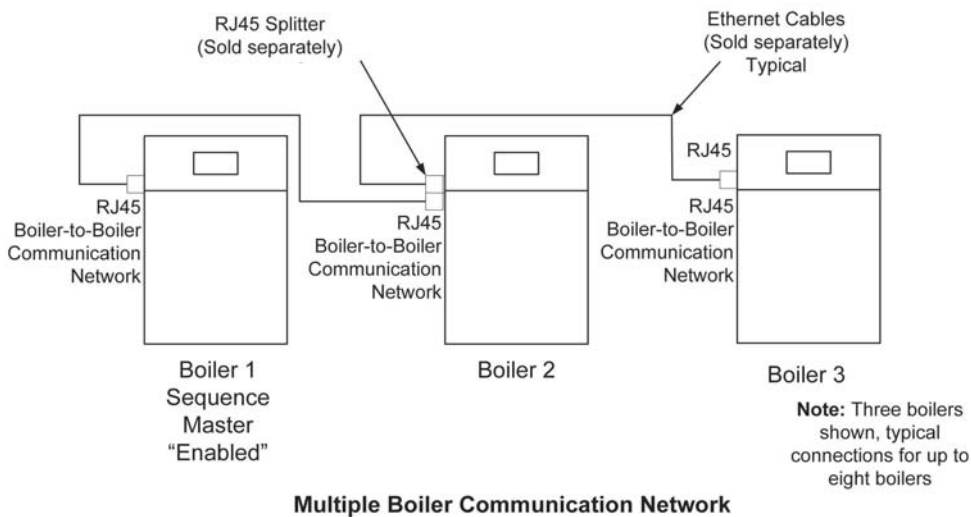 RJ45 Splitter
(Sold separately)
Ethernet Cables
(Sold separately)
Typical
RJ45
Boiler-to-Boiler
Communication
Network
RJ45
Boiler-to-Boiler
Communication
Network
RJ45
RJ45
Boiler-to-Boiler
Communication
Network
Boiler 1
Sequence
Master
“Enabled”
Boiler 2
Boiler 3
Note: Three boilers
shown, typical
connections for up to
eight boilers
Multiple Boiler Communication Network